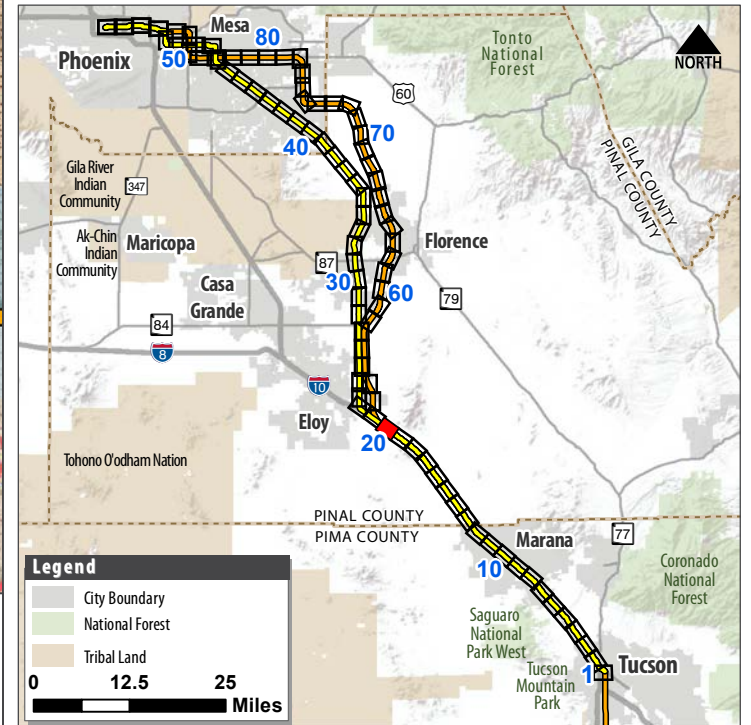 Mesa
80
Phoenix
50
Tonto
National
Forest
NORTH
60
70
40
GILA COUNTY
PINAL COUNTY
Gila River
Indian
Community
347
Ak-Chin
Indian
Community
Maricopa
87
Florence
Casa
Grande
30
60
79
84
8
10
Eloy
20
Tohono O'odham Nation
PINAL COUNTY
PIMA COUNTY
Marana
77
10
Coronado
National
Forest
Saguaro
National
Park West
Tucson
Mountain
Park
1
Tucson
Legend
City Boundary
National Forest
Tribal Land
0 12.5 25
Miles